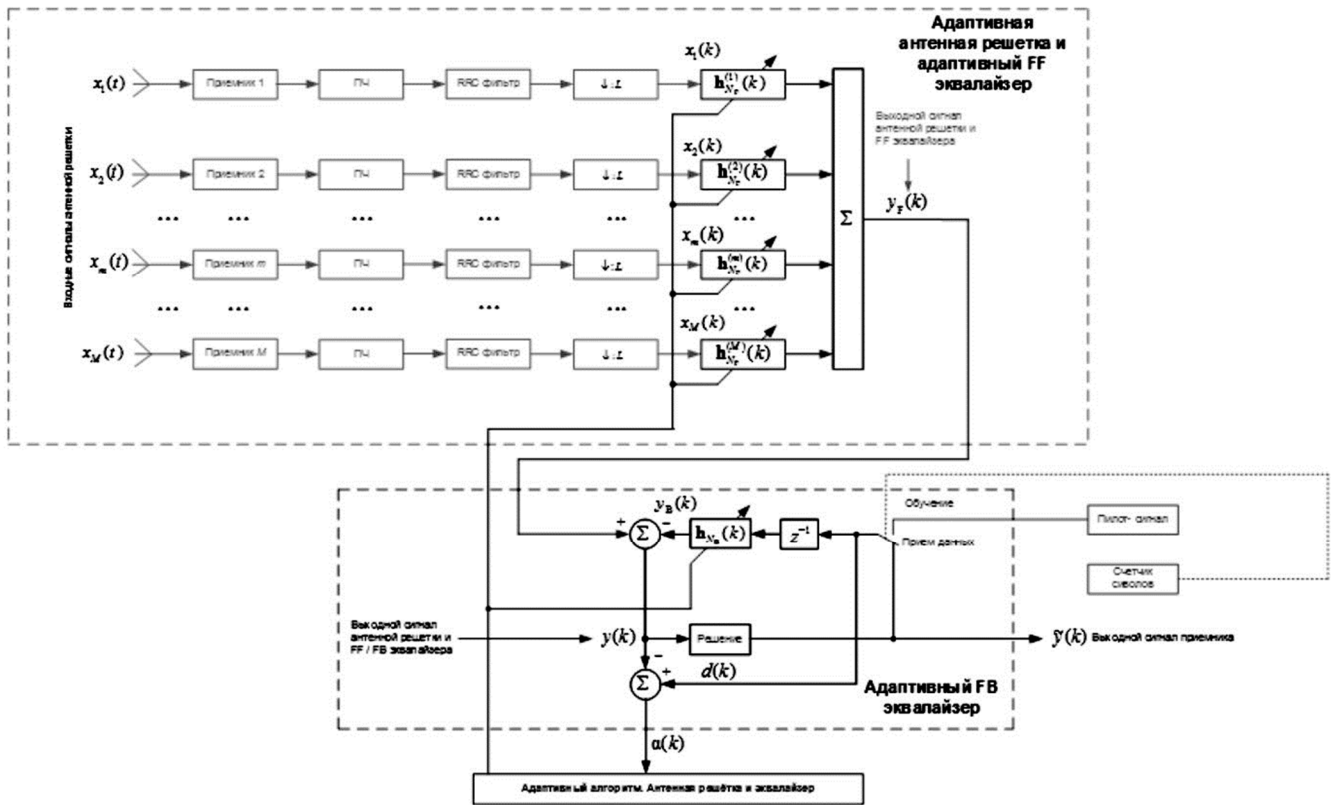 Адаптивная
антенная решетка и
адаптивный FF
эквалайзер
Входные сигналы антенной решетки
x₁(t)
Приемник 1
ПЧ
RRC фильтр
↓:L
x₁(k)
h_{N_F}^{(1)}(k)
Выходной сигнал
антенной решетки и
FF эквалайзера
x₂(t)
Приемник 2
ПЧ
RRC фильтр
↓:L
x₂(k)
h_{N_F}^{(2)}(k)
y_F(k)
... ... ... ... ... ...
Σ
x_m(t)
Приемник m
ПЧ
RRC фильтр
↓:L
x_m(k)
h_{N_F}^{(m)}(k)
... ... ... ... ... ...
x_M(t)
Приемник M
ПЧ
RRC фильтр
↓:L
x_M(k)
h_{N_F}^{(M)}(k)
y_B(k)
Обучение
Пилот- сигнал
+ Σ −
h_{N_B}(k)
z⁻¹
Прием данных
Счетчик
сиволов
Выходной сигнал
антенной решетки и
FF / FB эквалайзера
y(k)
Решение
ỹ(k) Выходной сигнал приемника
−
Σ +
d(k)
Адаптивный FB
эквалайзер
α(k)
Адаптивный алгоритм. Антенная решётка и эквалайзер